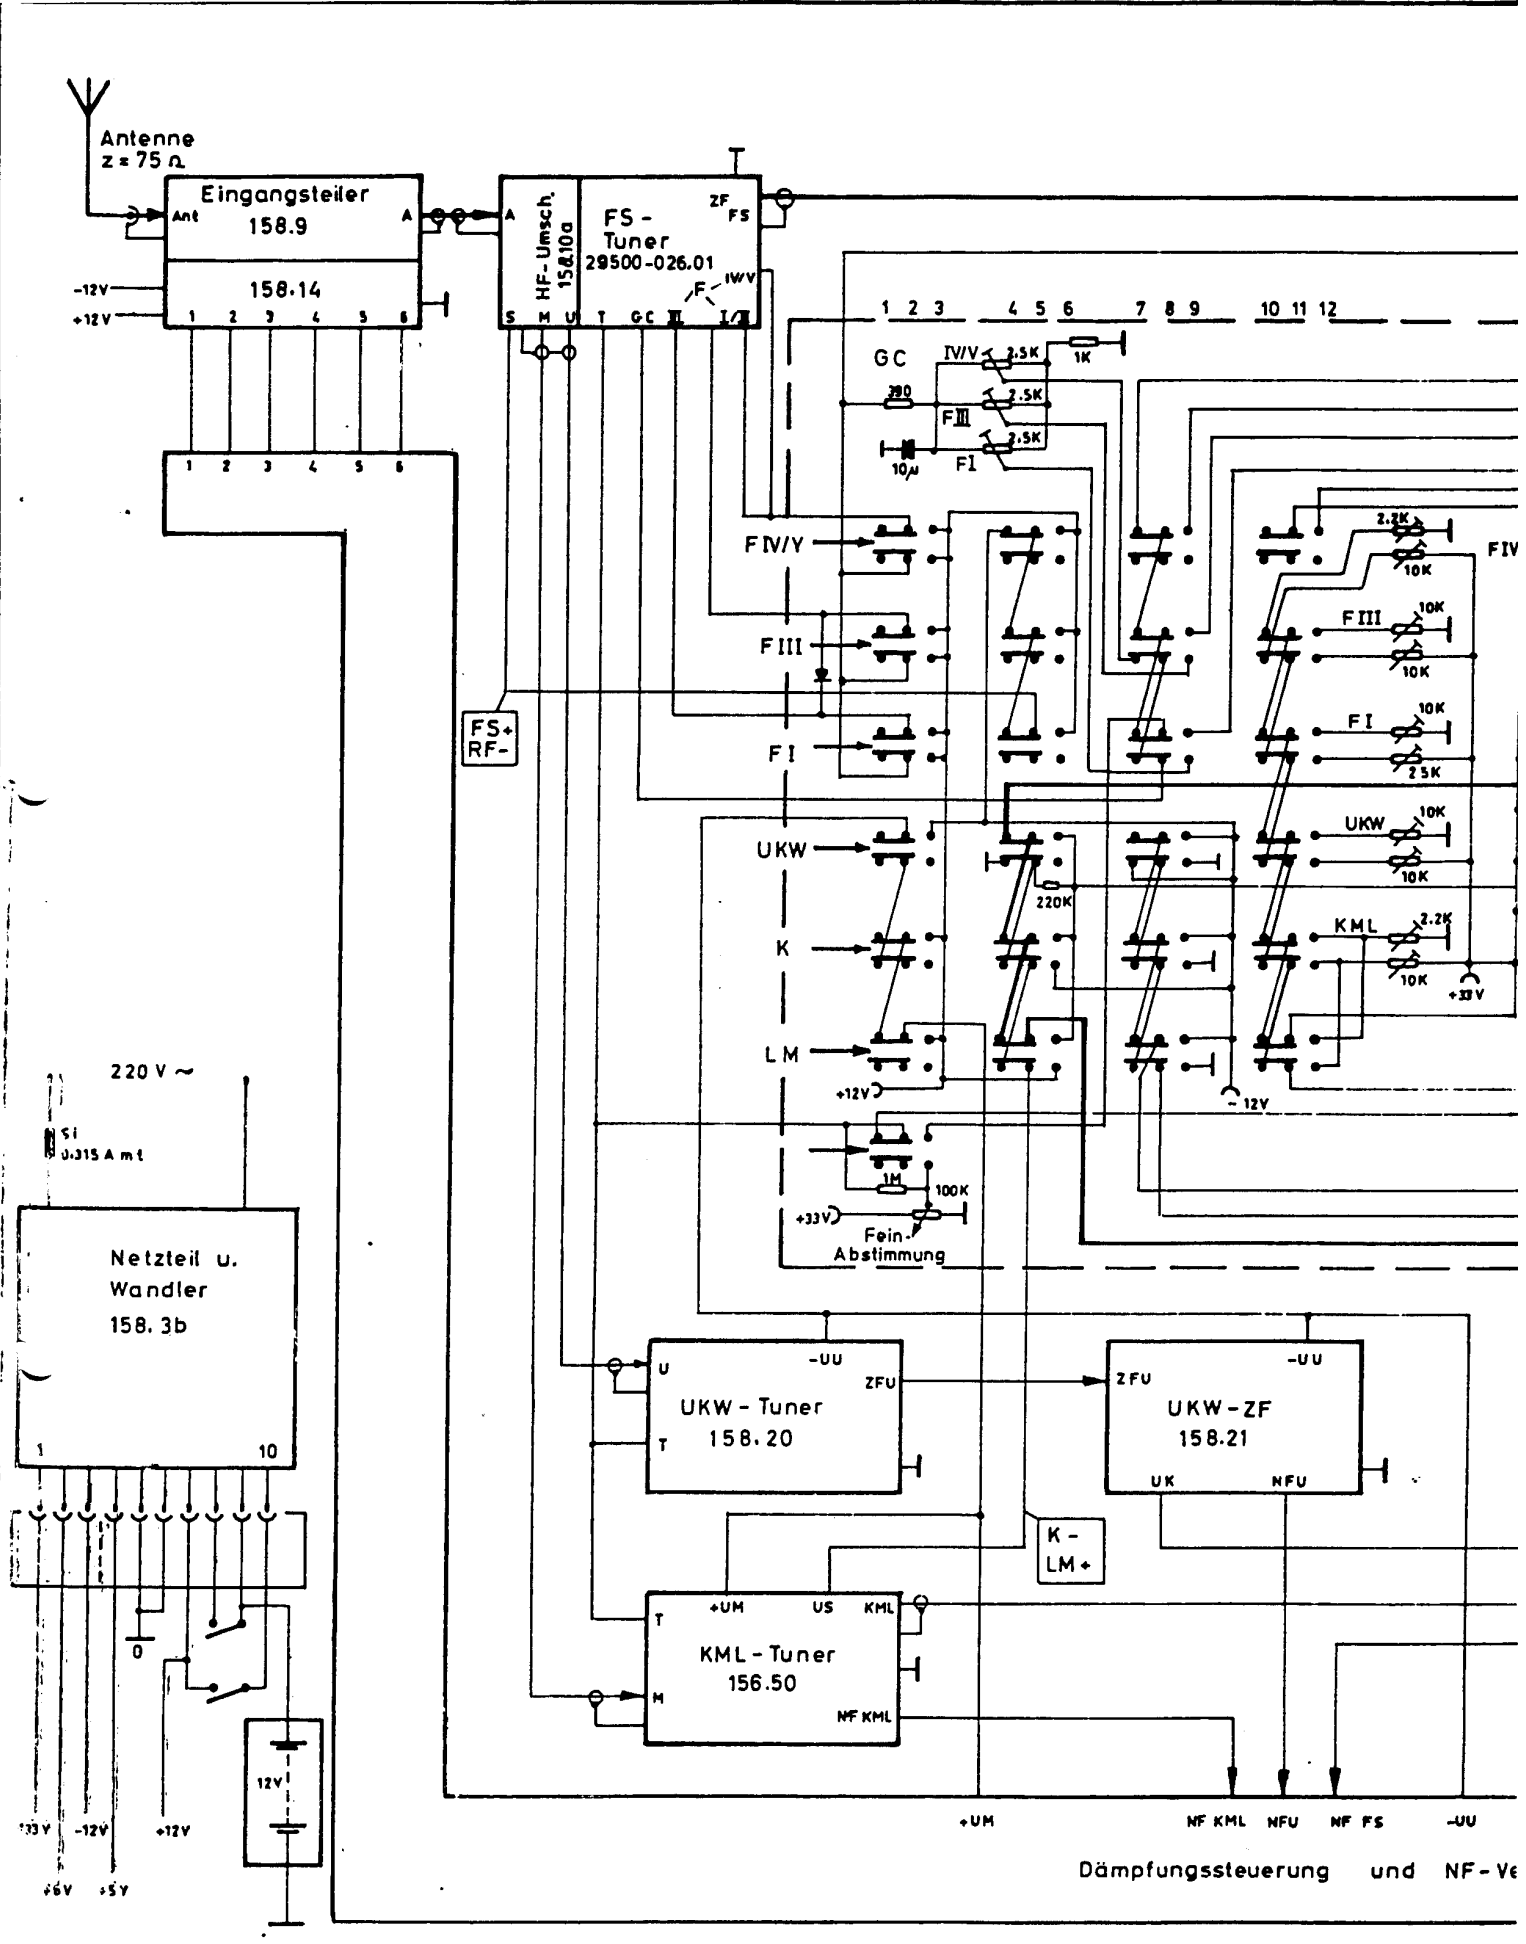 Antenne
z = 75 Ω
Eingangsteiler
158.9
Ant
A
158.14
-12V
+12V
1 2 3 4 5 6
1 2 3 4 5 6
A
HF-Umsch.
158.10a
FS-
Tuner
29500-026.01
ZF
FS
F
IV/V
S M U T GC III I/III
1 2 3 4 5 6 7 8 9 10 11 12
GC
IV/V
2.5K
1K
390
2.5K
F III
2.5K
10µ
FI
F IV/V
2.2K
10K
FIV
F III
F III
10K
10K
FS+
RF-
F I
F I
10K
25K
UKW
220K
UKW
10K
10K
K
KML
2.2K
10K
+33V
LM
+12V
-12V
1M
100K
+33V
Fein-
Abstimmung
220 V ~
Si
0.315 A mt
Netzteil u.
Wandler
158.3b
1
10
0
12V
+33V
-12V
+12V
+6V
+5V
-UU
U
ZFU
UKW-Tuner
158.20
T
-UU
ZFU
UKW-ZF
158.21
UK
NFU
K -
LM +
+UM
US
KML
T
KML-Tuner
156.50
M
NF KML
+UM
NF KML
NFU
NF FS
-UU
Dämpfungssteuerung und NF-Ve